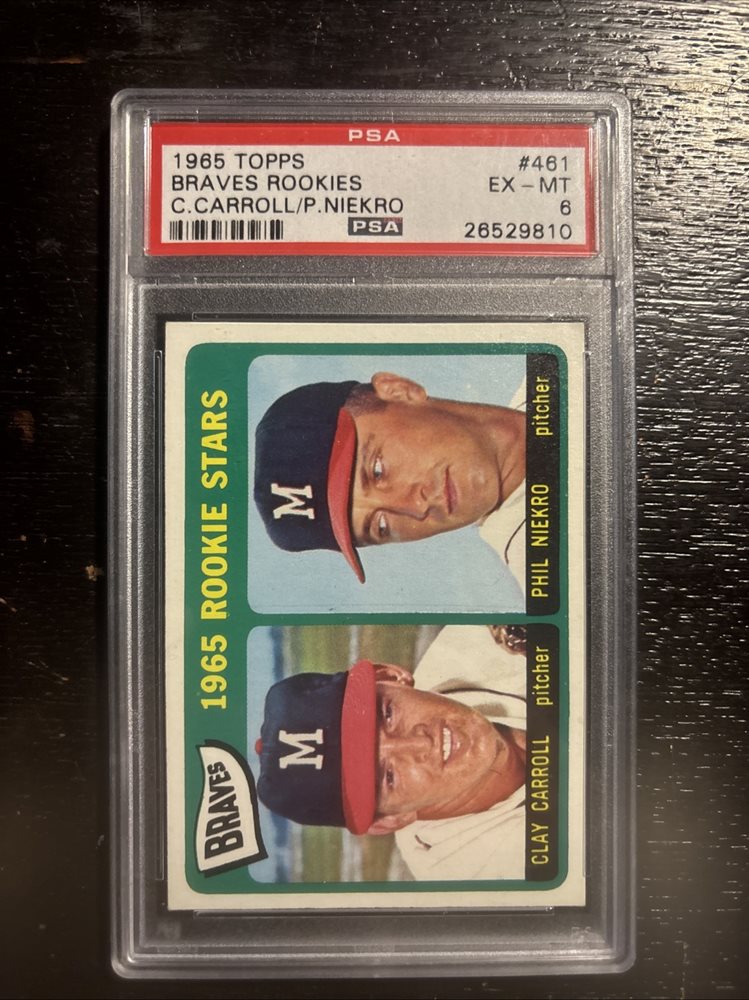 PSA
1965 TOPPS #461
BRAVES ROOKIES EX-MT
C.CARROLL/P.NIEKRO 6
PSA 26529810
BRAVES 1965 ROOKIE STARS
M
M
CLAY CARROLL pitcher
PHIL NIEKRO pitcher